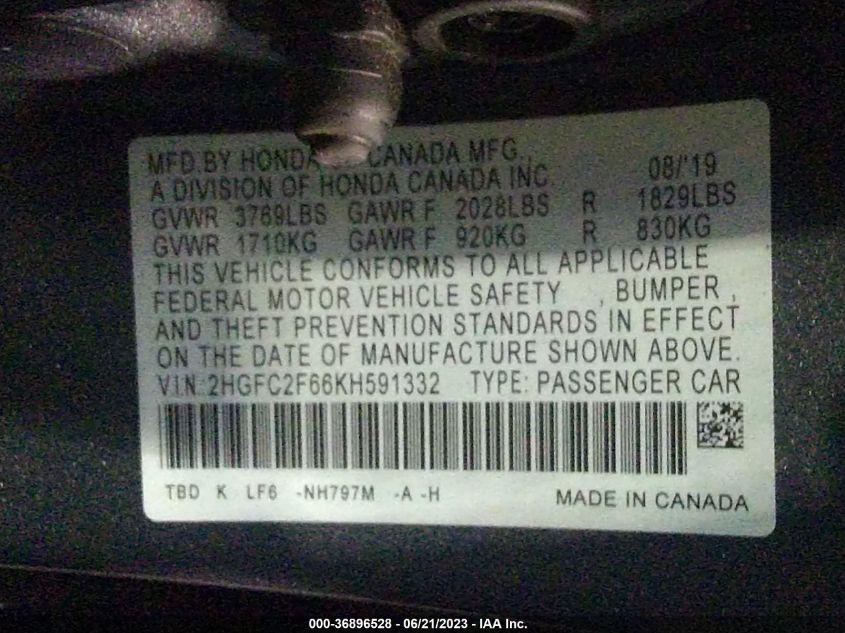 MFD.BY HONDA CANADA MFG., 08/'19
A DIVISION OF HONDA CANADA INC.
GVWR 3769LBS GAWR F 2028LBS R 1829LBS
GVWR 1710KG GAWR F 920KG R 830KG
THIS VEHICLE CONFORMS TO ALL APPLICABLE
FEDERAL MOTOR VEHICLE SAFETY , BUMPER ,
AND THEFT PREVENTION STANDARDS IN EFFECT
ON THE DATE OF MANUFACTURE SHOWN ABOVE.
VIN: 2HGFC2F66KH591332 TYPE: PASSENGER CAR
TBD K LF6 -NH797M -A -H MADE IN CANADA
000-36896528 - 06/21/2023 - IAA Inc.